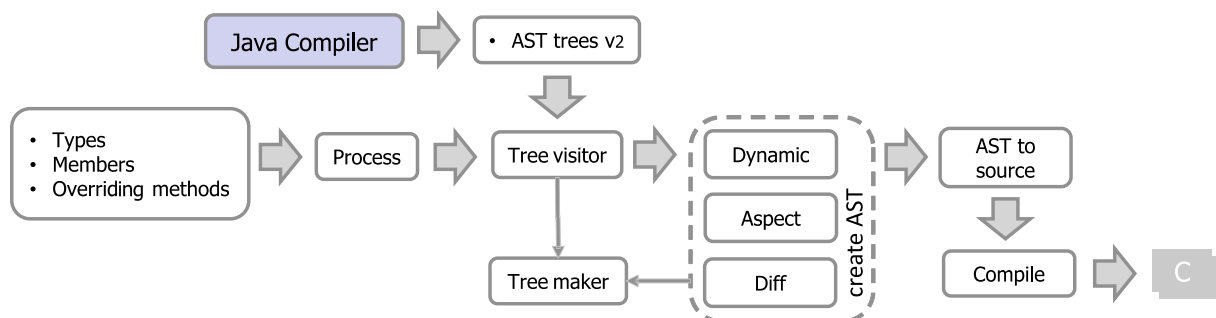 Java Compiler
• AST trees v2
• Types
• Members
• Overriding methods
Process
Tree visitor
Dynamic
Aspect
Diff
create AST
AST to
source
Tree maker
Compile
C